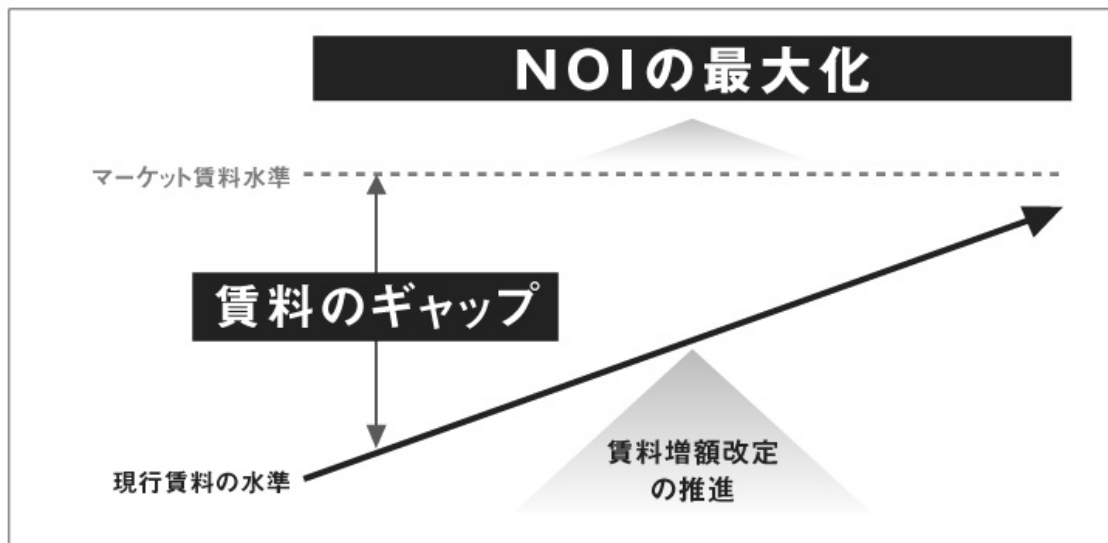 NOIの最大化
マーケット賃料水準
賃料のギャップ
賃料増額改定
の推進
現行賃料の水準